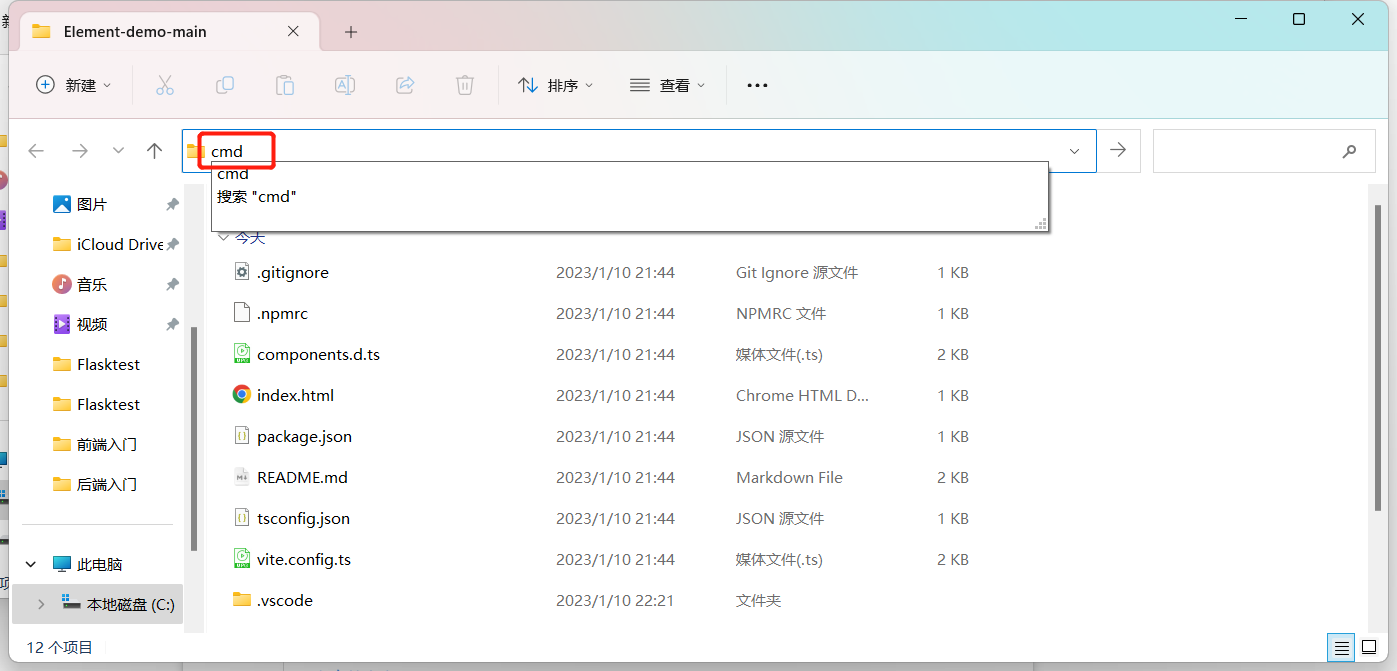 Element-demo-main
新建
排序
查看
cmd
cmd
搜索 "cmd"
图片
iCloud Drive
音乐
视频
Flasktest
Flasktest
前端入门
后端入门
此电脑
本地磁盘 (C:)
今天
.gitignore 2023/1/10 21:44 Git Ignore 源文件 1 KB
.npmrc 2023/1/10 21:44 NPMRC 文件 1 KB
components.d.ts 2023/1/10 21:44 媒体文件(.ts) 2 KB
index.html 2023/1/10 21:44 Chrome HTML D... 1 KB
package.json 2023/1/10 21:44 JSON 源文件 1 KB
README.md 2023/1/10 21:44 Markdown File 2 KB
tsconfig.json 2023/1/10 21:44 JSON 源文件 1 KB
vite.config.ts 2023/1/10 21:44 媒体文件(.ts) 2 KB
.vscode 2023/1/10 22:21 文件夹
12 个项目